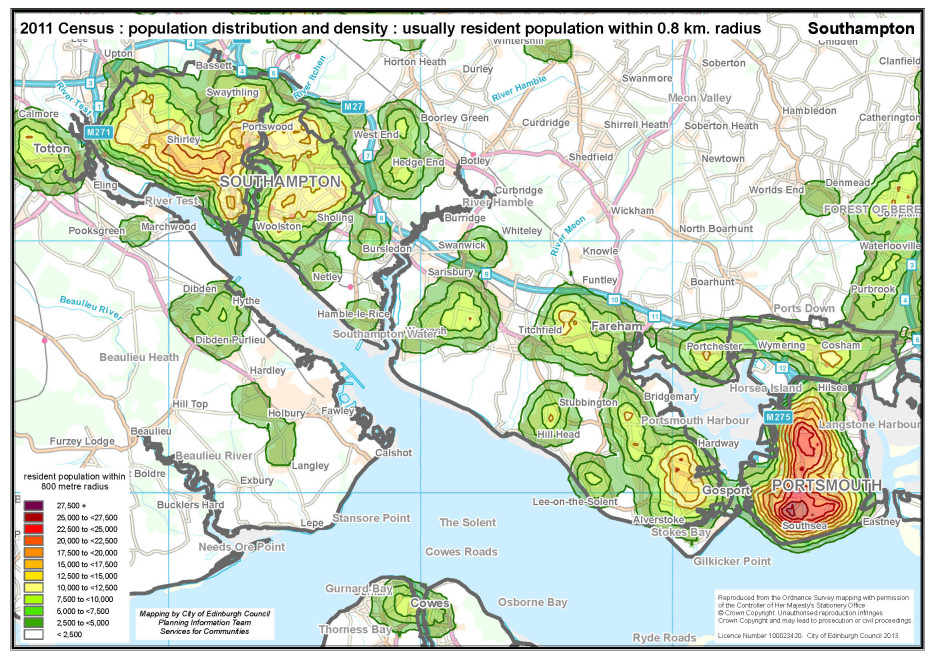 2011 Census : population distribution and density : usually resident population within 0.8 km. radius
Southampton
Upton
Bassett
Swaythling
River Itchen
River Test
Calmore
M271
Totton
Shirley
Portswood
M27
West End
Hedge End
Horton Heath
Durley
River Hamble
Boorley Green
Curdridge
Botley
Curbridge
River Hamble
Burridge
Soberton
Swanmore
Meon Valley
Shirrell Heath
Soberton Heath
Shedfield
Hambledon
Clanfield
Chidden
Catherington
Newtown
Worlds End
Denmead
FOREST OF BERE
Waterlooville
Purbrook
Eling
River Test
SOUTHAMPTON
Woolston
Sholing
Pooksgreen
Marchwood
Bursledon
Netley
Hamble-le-Rice
Southampton Water
Swanwick
Sarisbury
Whiteley
River Meon
Wickham
Knowle
North Boarhunt
Funtley
Boarhunt
Ports Down
Titchfield
Fareham
Portchester
Wymering
Cosham
Beaulieu River
Dibden
Hythe
Dibden Purlieu
Beaulieu Heath
Hardley
Hill Top
Holbury
Fawley
Furzey Lodge
Beaulieu
Beaulieu River
Boldre
Exbury
Langley
Calshot
Bucklers Hard
Lepe
Stansore Point
Needs Ore Point
The Solent
Cowes Roads
Gurnard Bay
Cowes
Thorness Bay
Osborne Bay
Ryde Roads
Stubbington
Hill Head
Bridgemary
Portsmouth Harbour
Hardway
Gosport
Lee-on-the-Solent
Alverstoke
Stokes Bay
Gilkicker Point
Horsea Island
Hilsea
M275
Langstone Harbour
PORTSMOUTH
Southsea
Eastney
resident population within
800 metre radius
27,500 +
25,000 to <27,500
22,500 to <25,000
20,000 to <22,500
17,500 to <20,000
15,000 to <17,500
12,500 to <15,000
10,000 to <12,500
7,500 to <10,000
5,000 to <7,500
2,500 to <5,000
< 2,500
Mapping by City of Edinburgh Council
Planning Information Team
Services for Communities
Reproduced from the Ordnance Survey mapping with permission
of the Controller of Her Majesty's Stationery Office
© Crown Copyright. Unauthorised reproduction infringes
Crown Copyright and may lead to prosecution or civil proceedings
Licence Number 100023420. City of Edinburgh Council 2013.